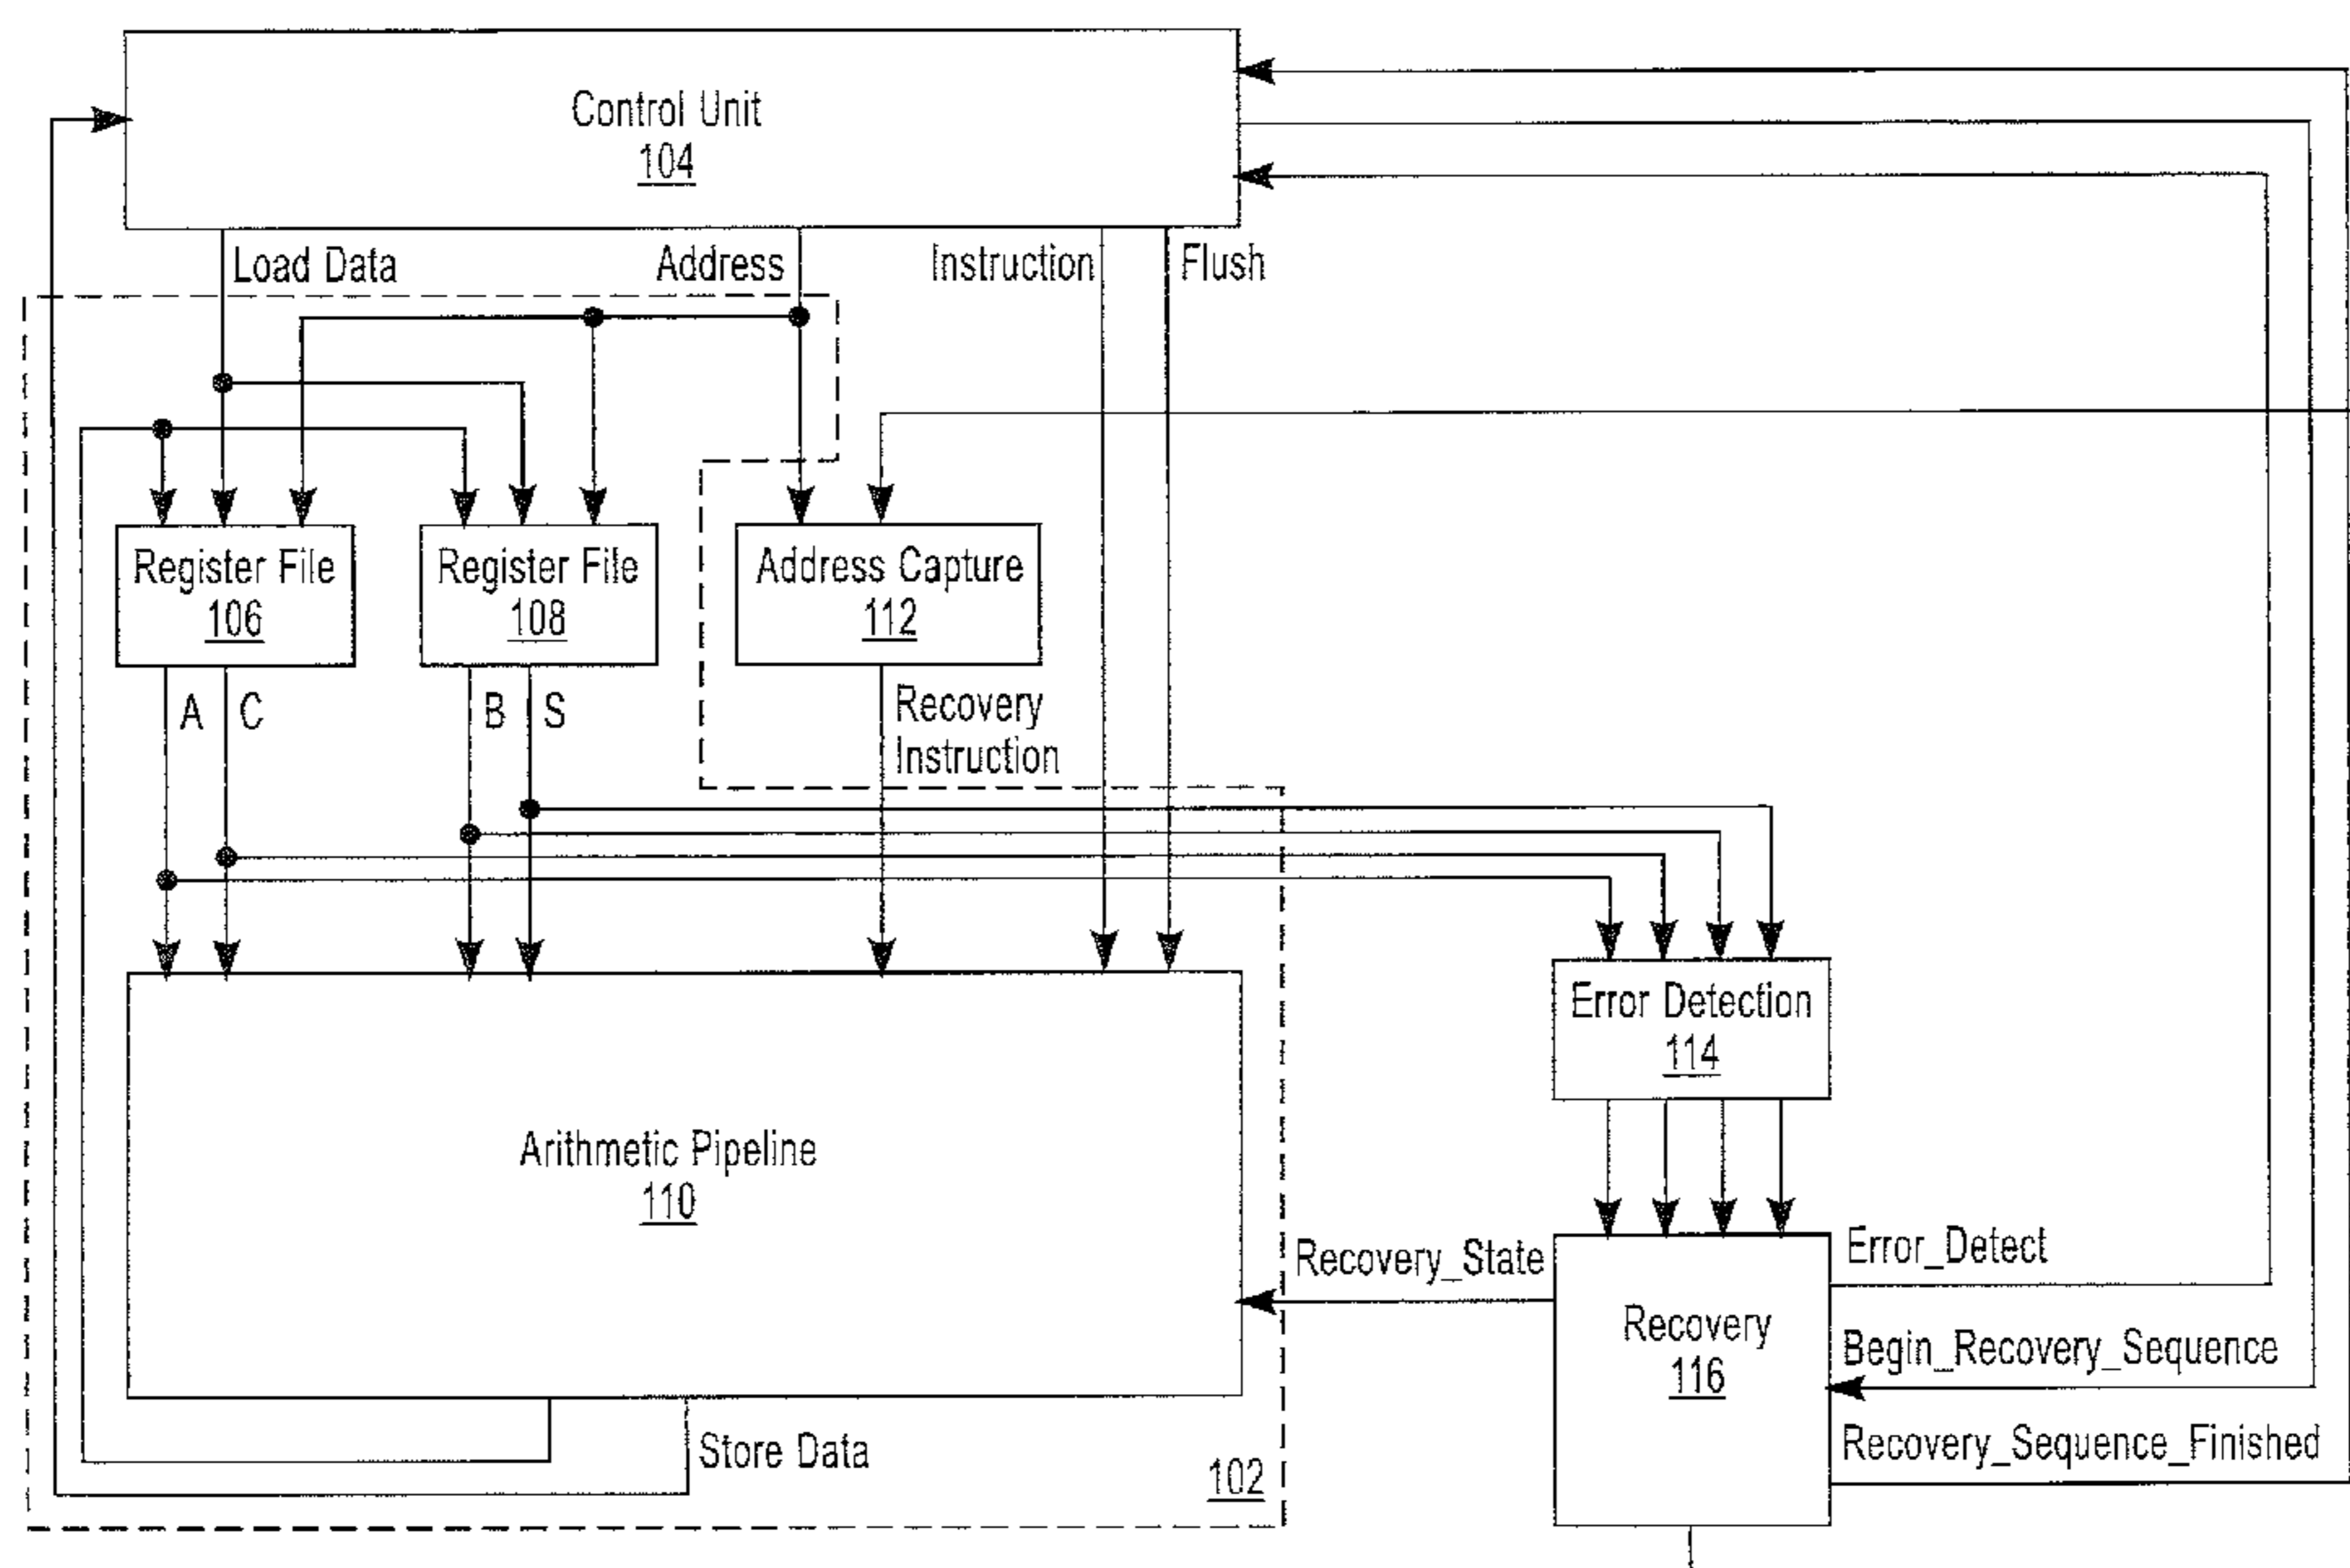 Control Unit
104
Load Data
Address
Instruction
Flush
Register File
106
Register File
108
Address Capture
112
A
C
B
S
Recovery
Instruction
Error Detection
114
Arithmetic Pipeline
110
Recovery_State
Error_Detect
Recovery
116
Begin_Recovery_Sequence
Recovery_Sequence_Finished
Store Data
102